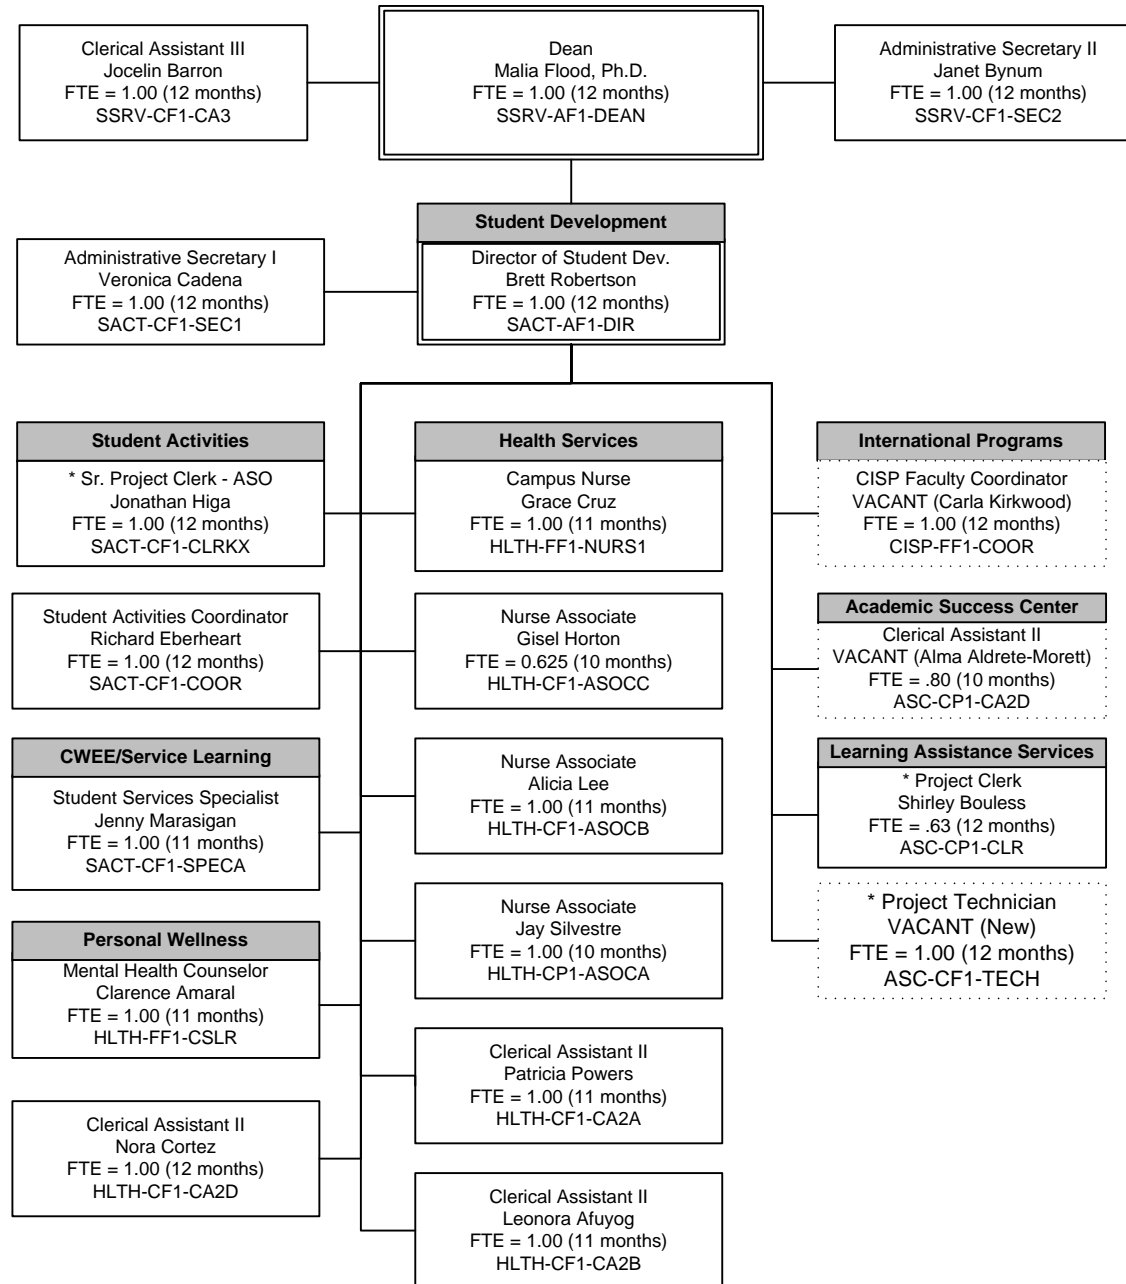 Clerical Assistant III
Jocelin Barron
FTE = 1.00 (12 months)
SSRV-CF1-CA3
Dean
Malia Flood, Ph.D.
FTE = 1.00 (12 months)
SSRV-AF1-DEAN
Administrative Secretary II
Janet Bynum
FTE = 1.00 (12 months)
SSRV-CF1-SEC2
Administrative Secretary I
Veronica Cadena
FTE = 1.00 (12 months)
SACT-CF1-SEC1
Student Development
Director of Student Dev.
Brett Robertson
FTE = 1.00 (12 months)
SACT-AF1-DIR
Student Activities
* Sr. Project Clerk - ASO
Jonathan Higa
FTE = 1.00 (12 months)
SACT-CF1-CLRKX
Student Activities Coordinator
Richard Eberheart
FTE = 1.00 (12 months)
SACT-CF1-COOR
CWEE/Service Learning
Student Services Specialist
Jenny Marasigan
FTE = 1.00 (11 months)
SACT-CF1-SPECA
Personal Wellness
Mental Health Counselor
Clarence Amaral
FTE = 1.00 (11 months)
HLTH-FF1-CSLR
Clerical Assistant II
Nora Cortez
FTE = 1.00 (12 months)
HLTH-CF1-CA2D
Health Services
Campus Nurse
Grace Cruz
FTE = 1.00 (11 months)
HLTH-FF1-NURS1
Nurse Associate
Gisel Horton
FTE = 0.625 (10 months)
HLTH-CF1-ASOCC
Nurse Associate
Alicia Lee
FTE = 1.00 (11 months)
HLTH-CF1-ASOCB
Nurse Associate
Jay Silvestre
FTE = 1.00 (10 months)
HLTH-CP1-ASOCA
Clerical Assistant II
Patricia Powers
FTE = 1.00 (11 months)
HLTH-CF1-CA2A
Clerical Assistant II
Leonora Afuyog
FTE = 1.00 (11 months)
HLTH-CF1-CA2B
International Programs
CISP Faculty Coordinator
VACANT (Carla Kirkwood)
FTE = 1.00 (12 months)
CISP-FF1-COOR
Academic Success Center
Clerical Assistant II
VACANT (Alma Aldrete-Morett)
FTE = .80 (10 months)
ASC-CP1-CA2D
Learning Assistance Services
* Project Clerk
Shirley Bouless
FTE = .63 (12 months)
ASC-CP1-CLR
* Project Technician
VACANT (New)
FTE = 1.00 (12 months)
ASC-CF1-TECH